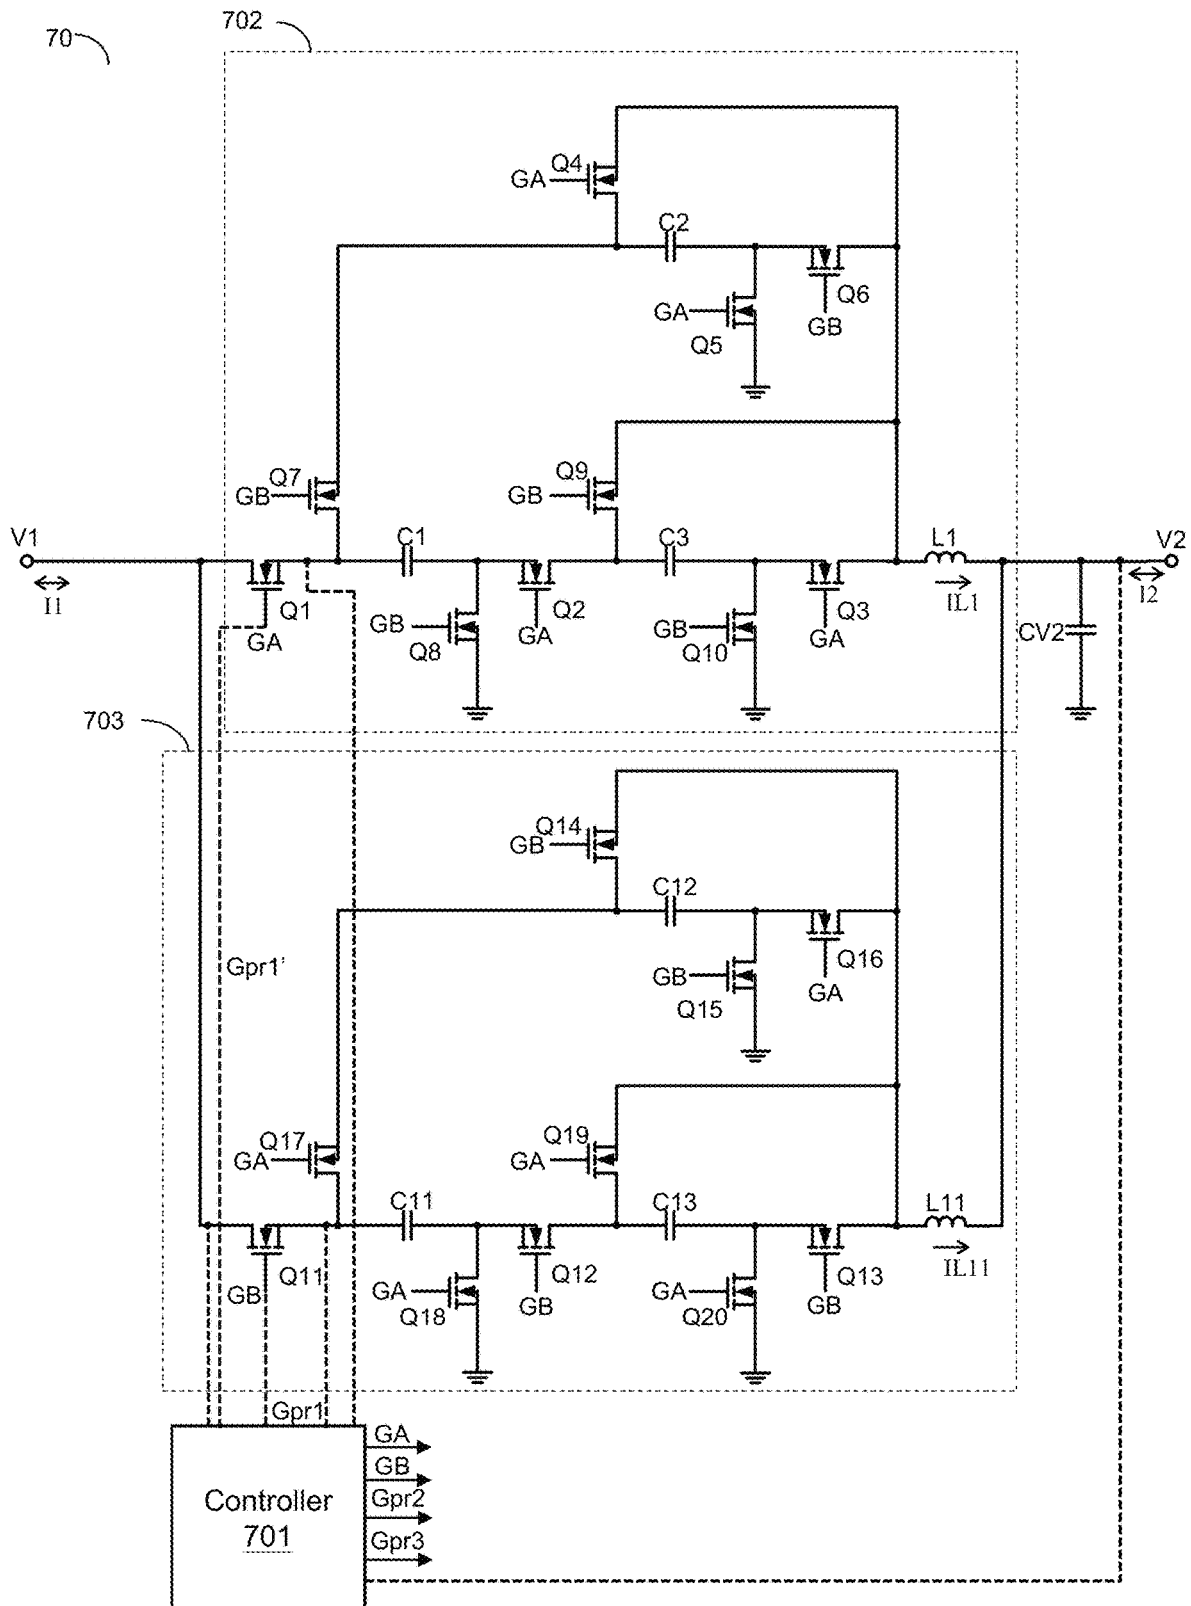 702
70
Q4
GA
C2
GA
Q6
GB
Q5
Q7
GB
Q9
GB
V1
C1
C3
L1
V2
I1
Q1
GA
GB
Q8
Q2
GA
GB
Q10
Q3
GA
IL1
I2
CV2
703
Q14
GB
C12
Gpr1’
GB
Q15
Q16
GA
Q17
GA
Q19
GA
C11
C13
L11
Q11
GB
GA
Q18
Q12
GB
GA
Q20
Q13
GB
IL11
Gpr1
GA
GB
Gpr2
Gpr3
Controller
701